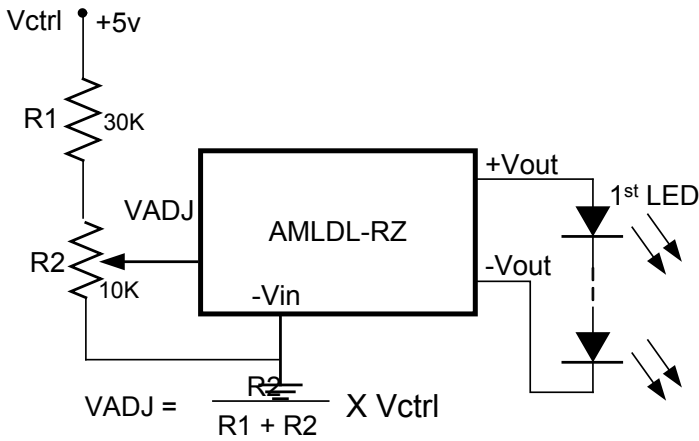 Vctrl +5v
R1 30K
VADJ
R2 10K
AMLDL-RZ
-Vin
+Vout
1st LED
-Vout
R2
VADJ = X Vctrl
R1 + R2